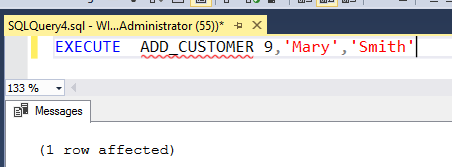 SQLQuery4.sql - WI...Administrator (55))*
EXECUTE ADD_CUSTOMER 9,'Mary','Smith'
133 %
Messages
(1 row affected)